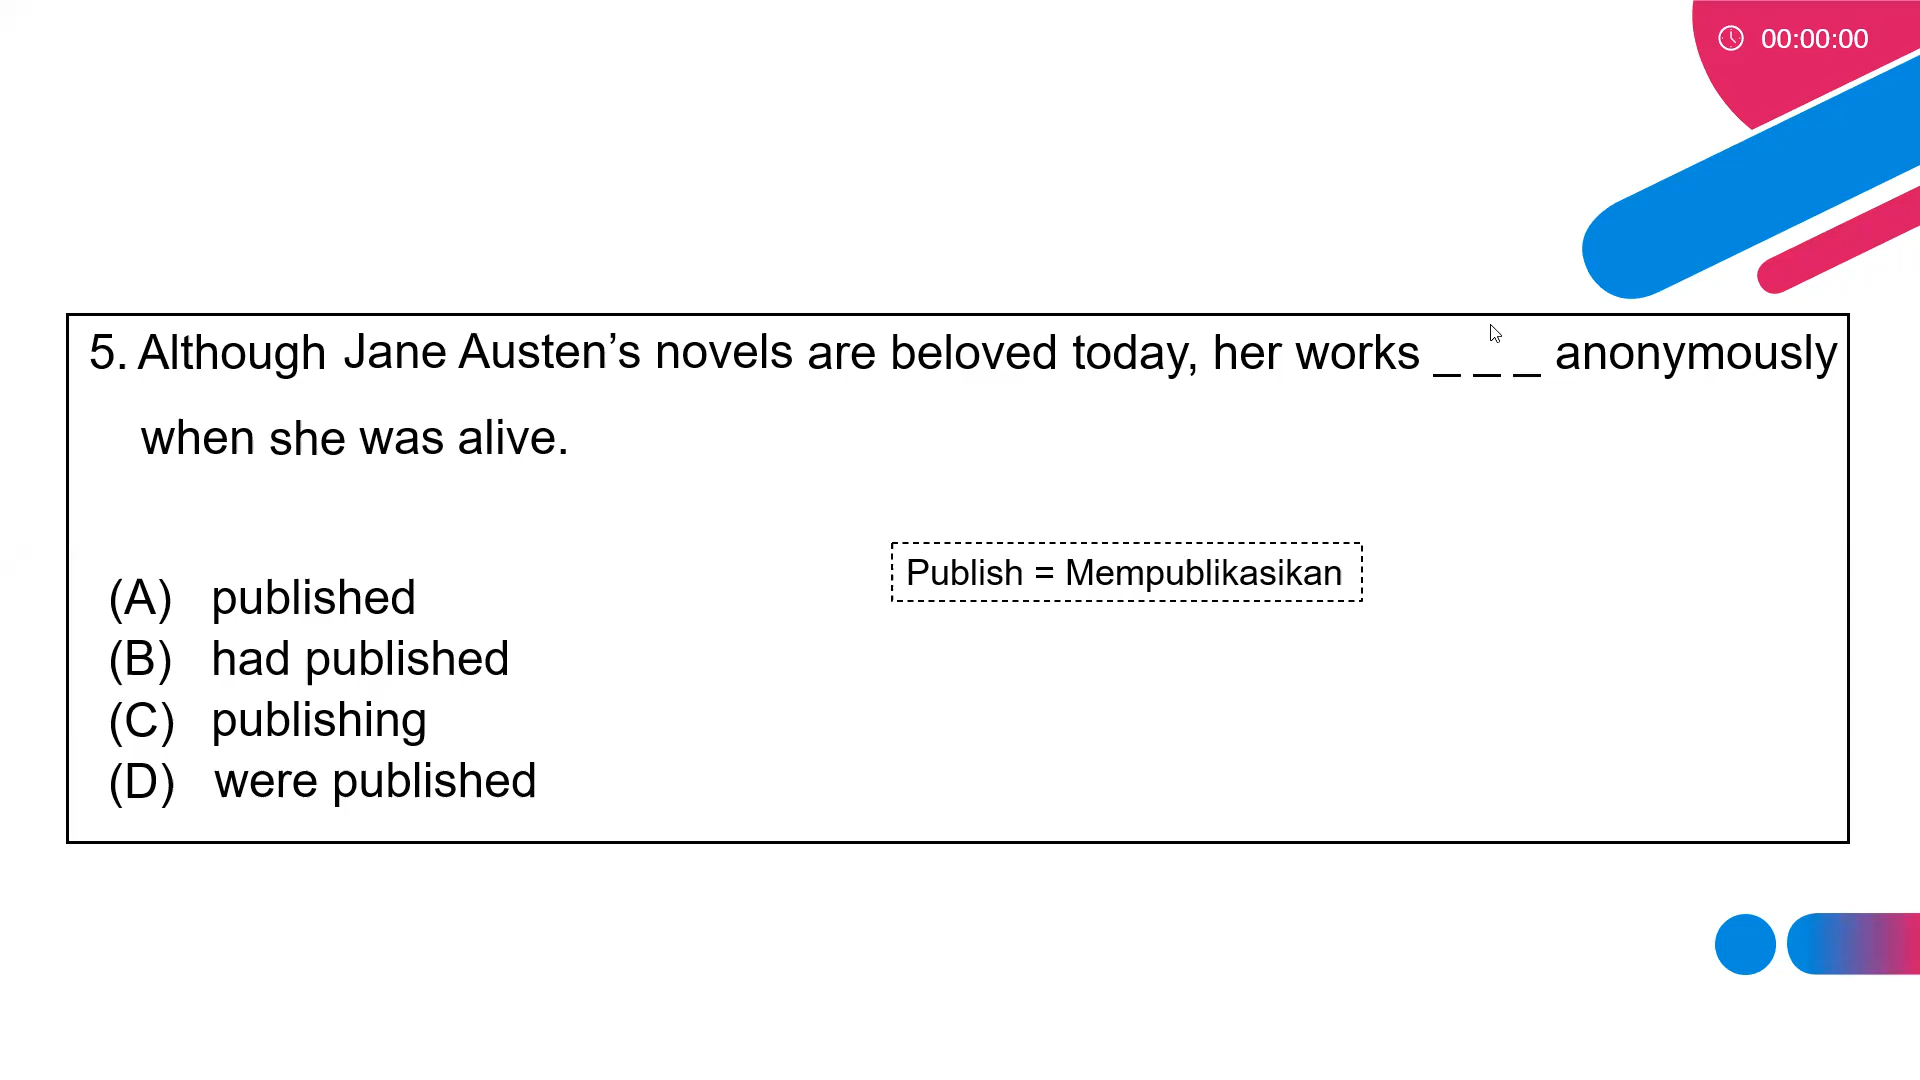 00:00:00
5. Although Jane Austen’s novels are beloved today, her works _ _ _ anonymously
when she was alive.
Publish = Mempublikasikan
(A) published
(B) had published
(C) publishing
(D) were published